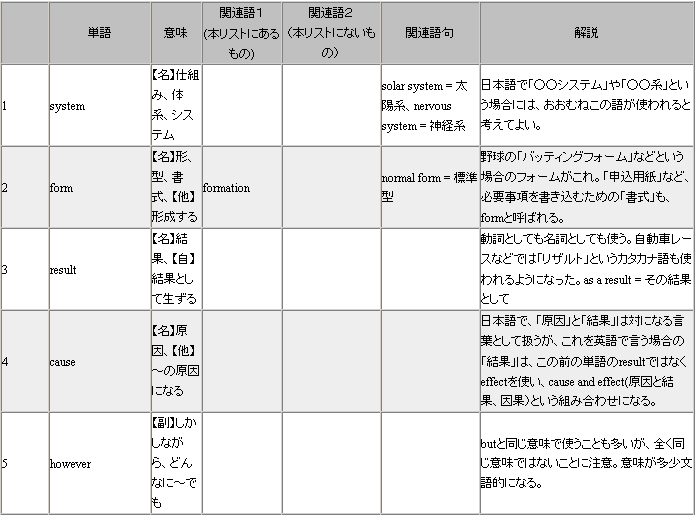 単語 意味 関連語1(本リストにあるもの) 関連語2(本リストにないもの) 関連語句 解説
1 system 【名】仕組み、体系、システム solar system = 太陽系、nervous system = 神経系 日本語で「〇〇システム」や「〇〇系」という場合には、おおむねこの語が使われると考えてよい。
2 form 【名】形、型、書式、【他】形成する formation normal form = 標準型 野球の「バッティングフォーム」などという場合のフォームがこれ。「申込用紙」など、必要事項を書き込むための「書式」も、formと呼ばれる。
3 result 【名】結果、【自】結果として生ずる 動詞としても名詞としても使う。自動車レースなどでは「リザルト」というカタカナ語も使われるようになった。as a result = その結果として
4 cause 【名】原因、【他】~の原因になる 日本語で、「原因」と「結果」は対になる言葉として扱うが、これを英語で言う場合の「結果」は、この前の単語のresultではなくeffectを使い、cause and effect(原因と結果、因果)という組み合わせになる。
5 however 【副】しかしながら、どんなに~でも butと同じ意味で使うことも多いが、全く同じ意味ではないことに注意。意味が多少文語的になる。